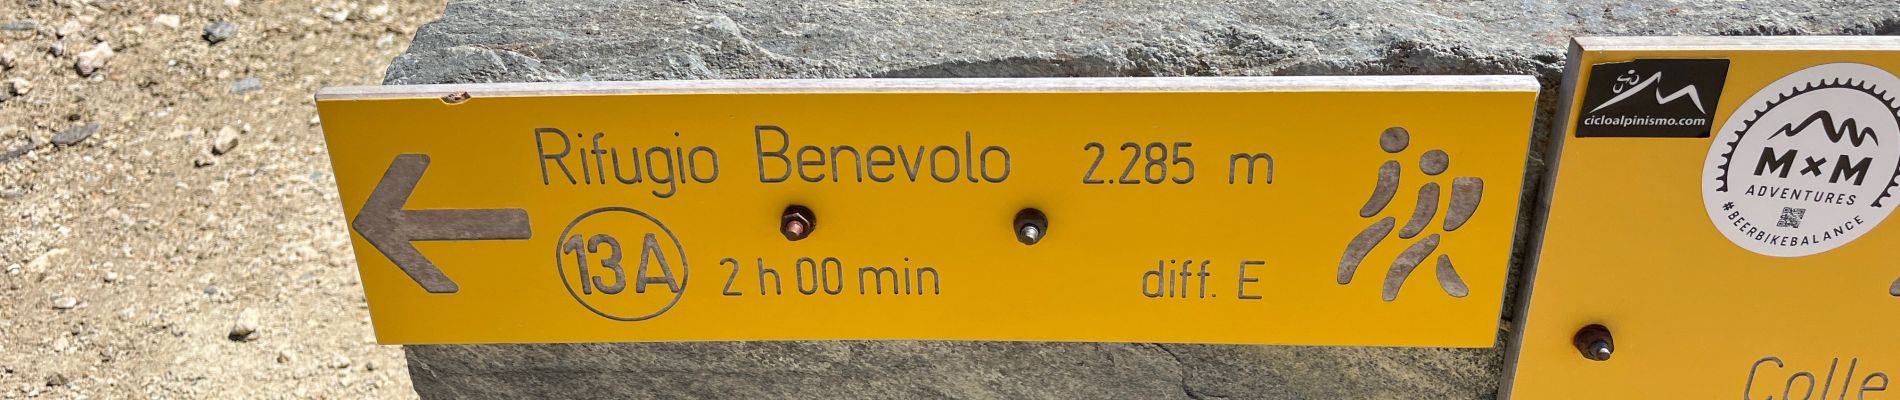 Rifugio Benevolo 2.285 m
13A 2 h 00 min diff. E
cicloalpinismo.com
M×M
ADVENTURES
#BEERBIKEBALANCE
Colle